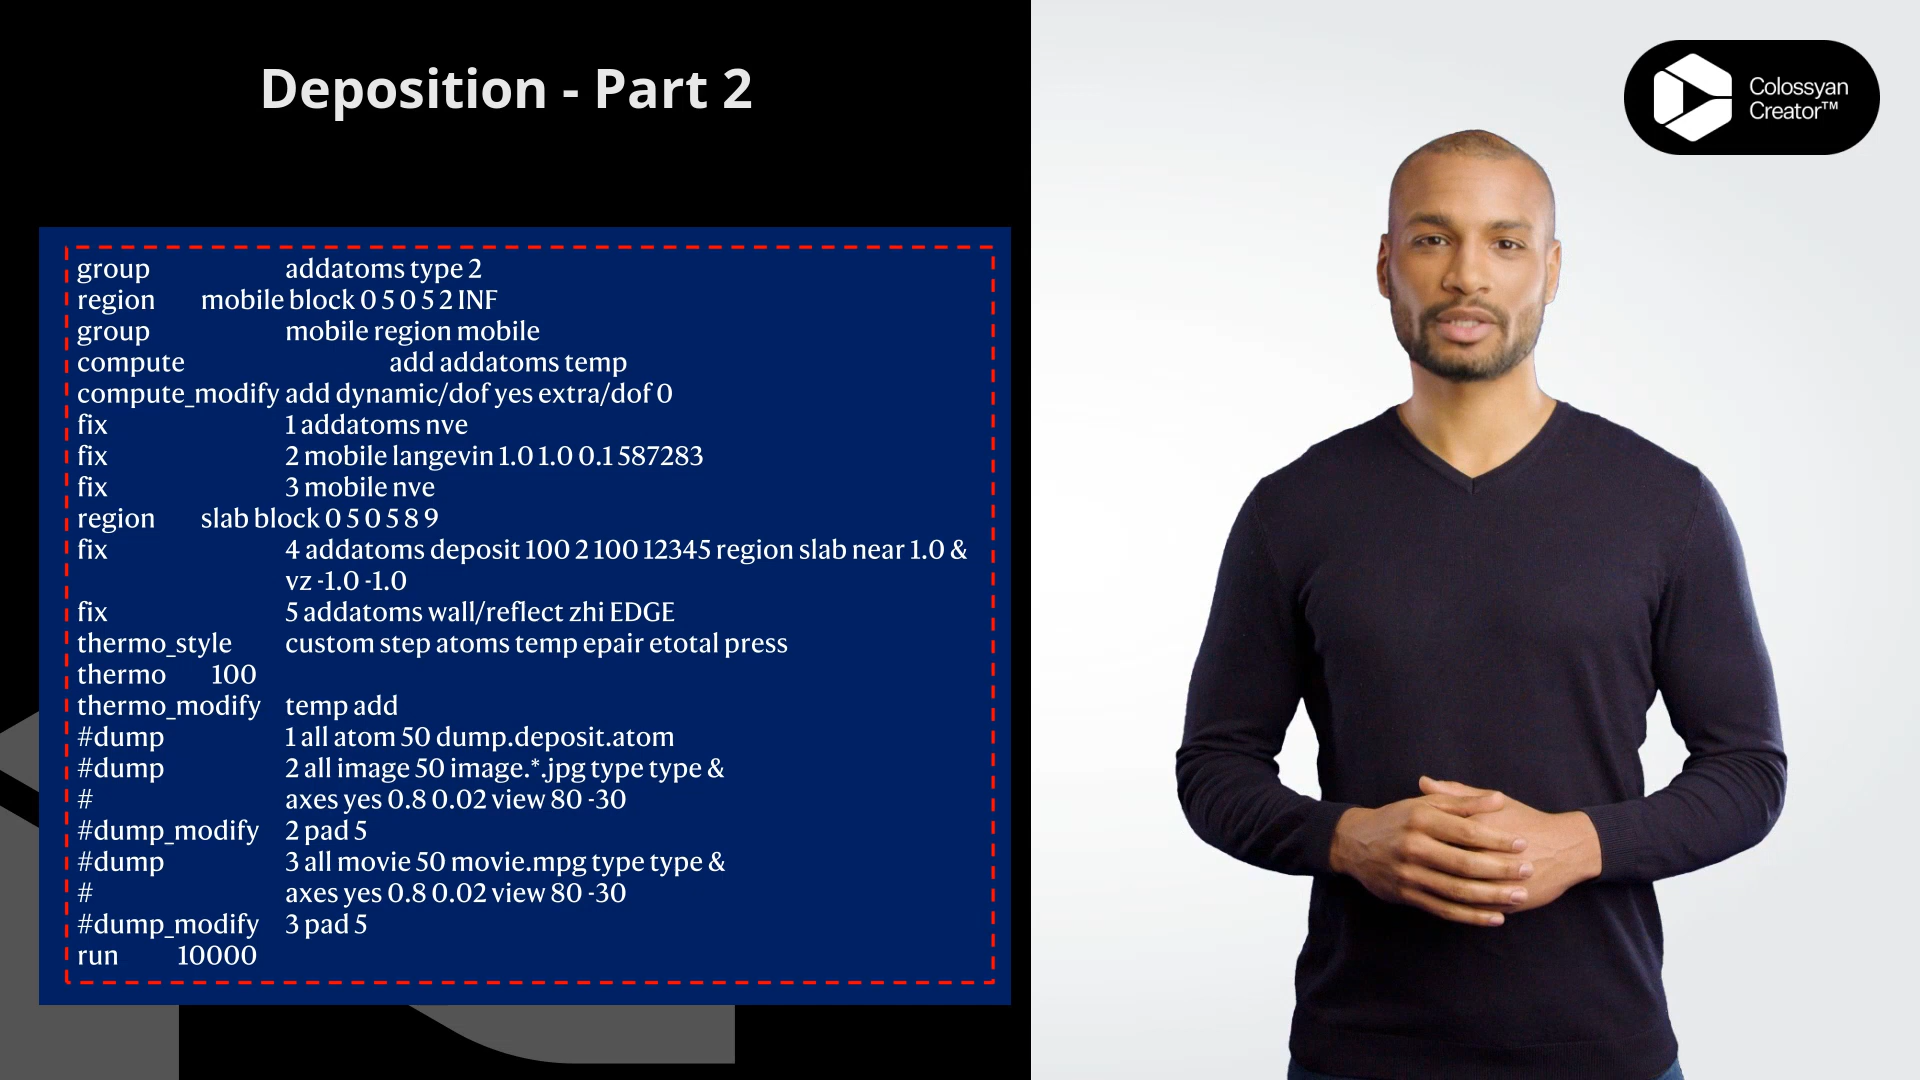 Deposition - Part 2
group addatoms type 2
region mobile block 0 5 0 5 2 INF
group mobile region mobile
compute add addatoms temp
compute_modify add dynamic/dof yes extra/dof 0
fix 1 addatoms nve
fix 2 mobile langevin 1.0 1.0 0.1 587283
fix 3 mobile nve
region slab block 0 5 0 5 8 9
fix 4 addatoms deposit 100 2 100 12345 region slab near 1.0 &
vz -1.0 -1.0
fix 5 addatoms wall/reflect zhi EDGE
thermo_style custom step atoms temp epair etotal press
thermo 100
thermo_modify temp add
#dump 1 all atom 50 dump.deposit.atom
#dump 2 all image 50 image.*.jpg type type &
# axes yes 0.8 0.02 view 80 -30
#dump_modify 2 pad 5
#dump 3 all movie 50 movie.mpg type type &
# axes yes 0.8 0.02 view 80 -30
#dump_modify 3 pad 5
run 10000
Colossyan
Creator™